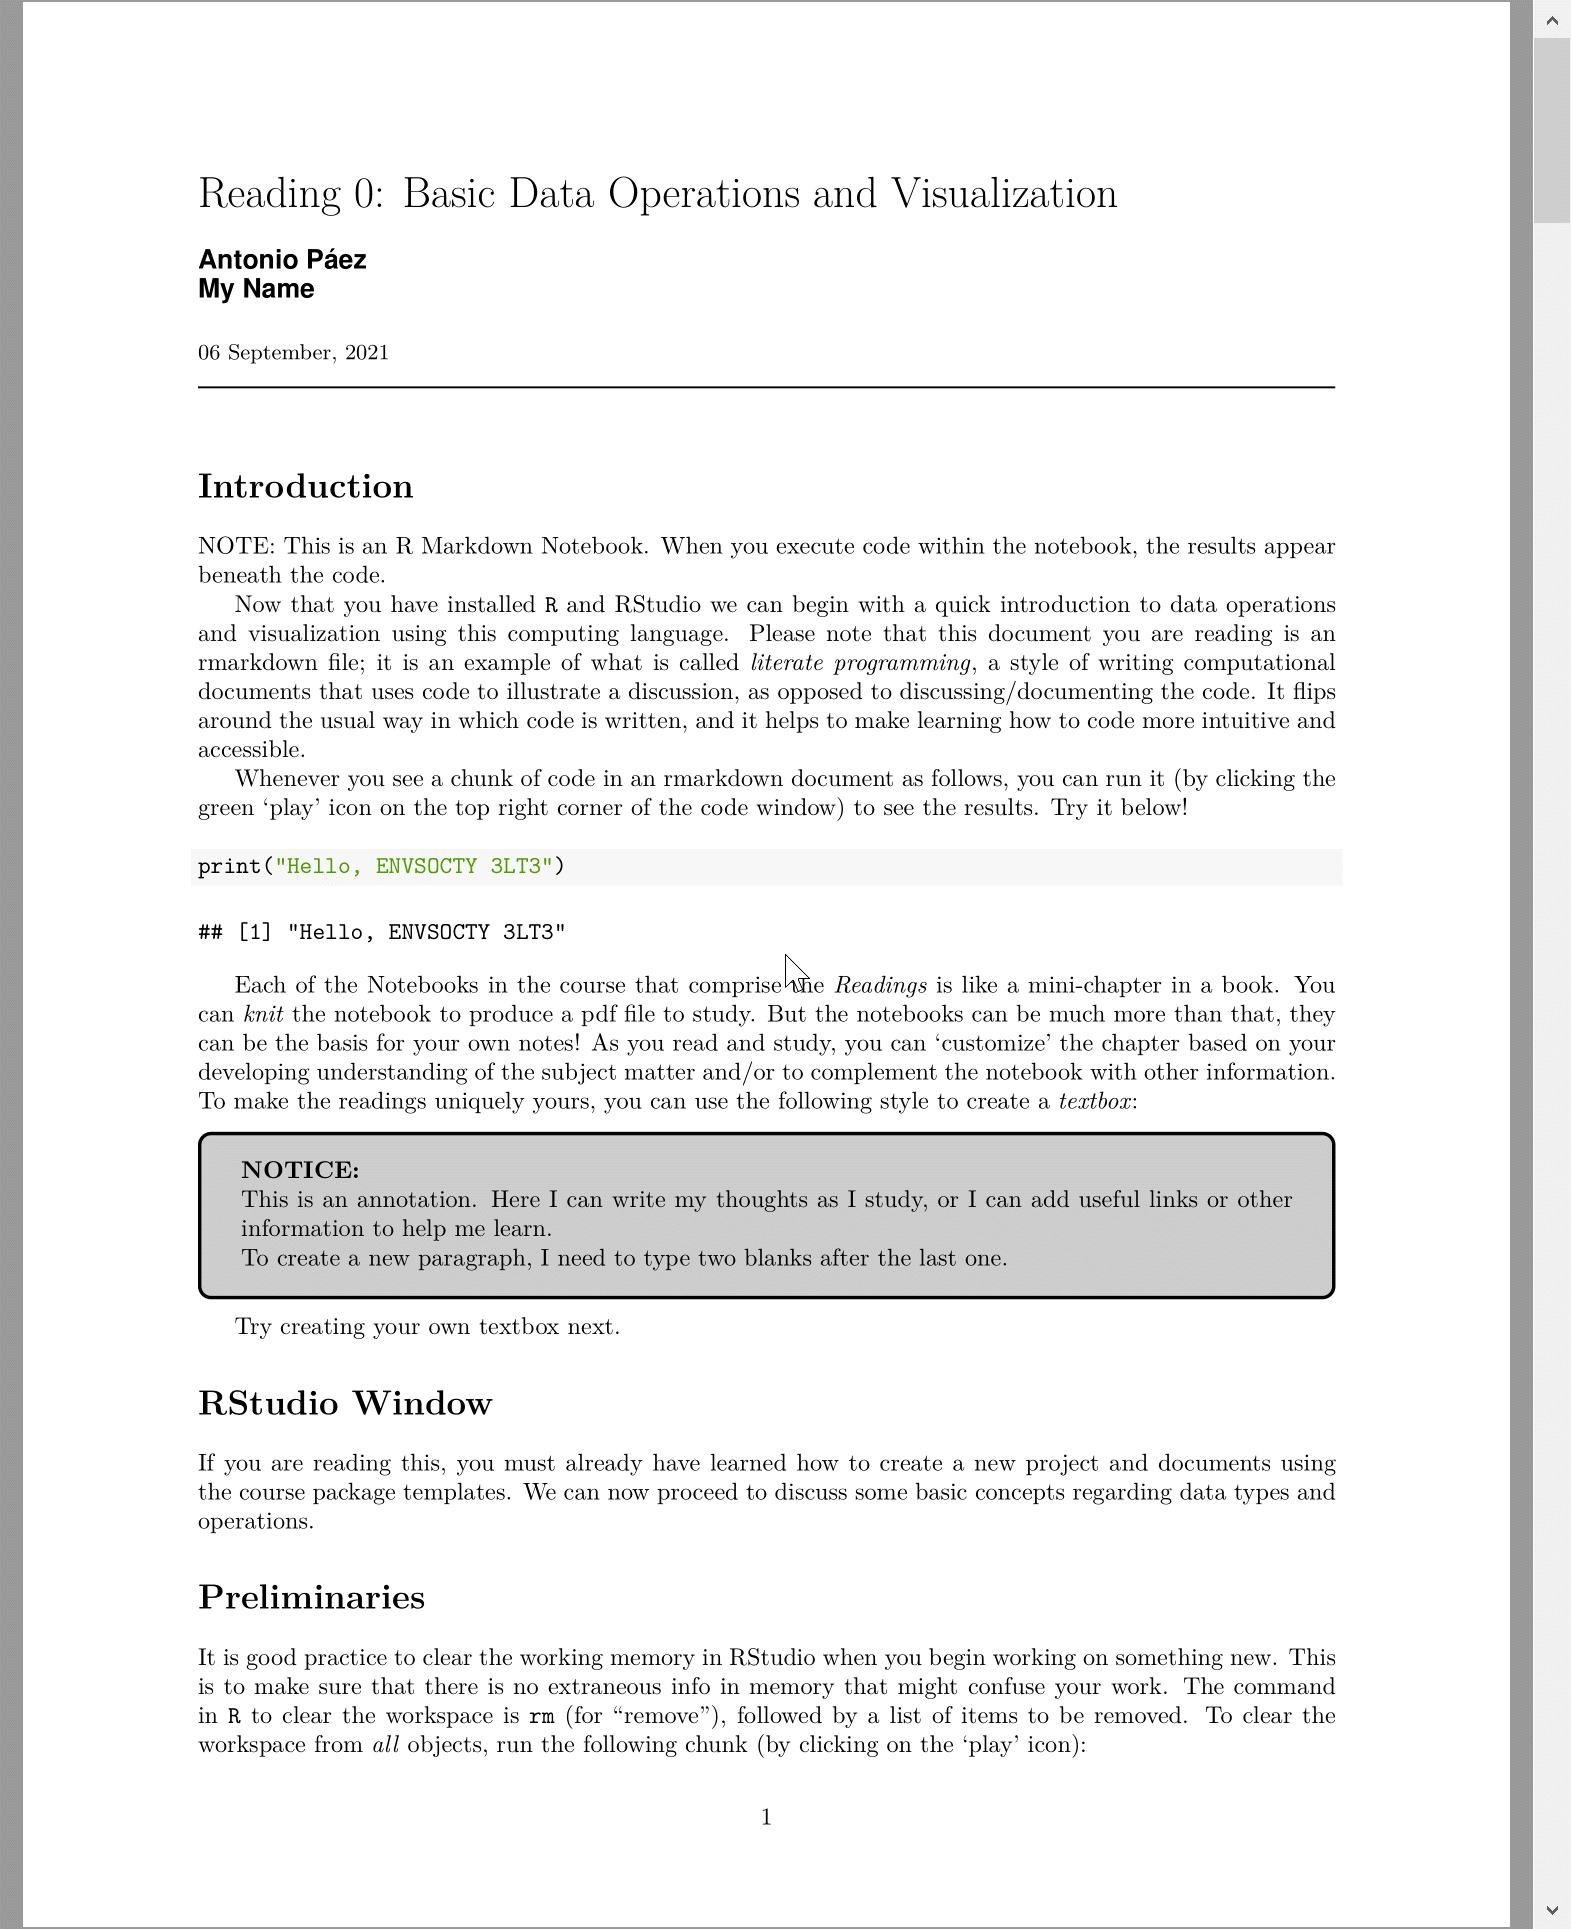 Reading 0: Basic Data Operations and Visualization
Antonio Páez
My Name
06 September, 2021
Introduction
NOTE: This is an R Markdown Notebook. When you execute code within the notebook, the results appear
beneath the code.
Now that you have installed R and RStudio we can begin with a quick introduction to data operations
and visualization using this computing language. Please note that this document you are reading is an
rmarkdown file; it is an example of what is called literate programming, a style of writing computational
documents that uses code to illustrate a discussion, as opposed to discussing/documenting the code. It flips
around the usual way in which code is written, and it helps to make learning how to code more intuitive and
accessible.
Whenever you see a chunk of code in an rmarkdown document as follows, you can run it (by clicking the
green ‘play’ icon on the top right corner of the code window) to see the results. Try it below!
print("Hello, ENVSOCTY 3LT3")
## [1] "Hello, ENVSOCTY 3LT3"
Each of the Notebooks in the course that comprise the Readings is like a mini-chapter in a book. You
can knit the notebook to produce a pdf file to study. But the notebooks can be much more than that, they
can be the basis for your own notes! As you read and study, you can ‘customize’ the chapter based on your
developing understanding of the subject matter and/or to complement the notebook with other information.
To make the readings uniquely yours, you can use the following style to create a textbox:
NOTICE:
This is an annotation. Here I can write my thoughts as I study, or I can add useful links or other
information to help me learn.
To create a new paragraph, I need to type two blanks after the last one.
Try creating your own textbox next.
RStudio Window
If you are reading this, you must already have learned how to create a new project and documents using
the course package templates. We can now proceed to discuss some basic concepts regarding data types and
operations.
Preliminaries
It is good practice to clear the working memory in RStudio when you begin working on something new. This
is to make sure that there is no extraneous info in memory that might confuse your work. The command
in R to clear the workspace is rm (for “remove”), followed by a list of items to be removed. To clear the
workspace from all objects, run the following chunk (by clicking on the ‘play’ icon):
1